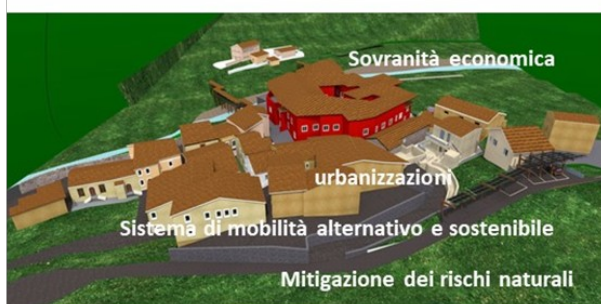 Sovranità economica
urbanizzazioni
Sistema di mobilità alternativo e sostenibile
Mitigazione dei rischi naturali